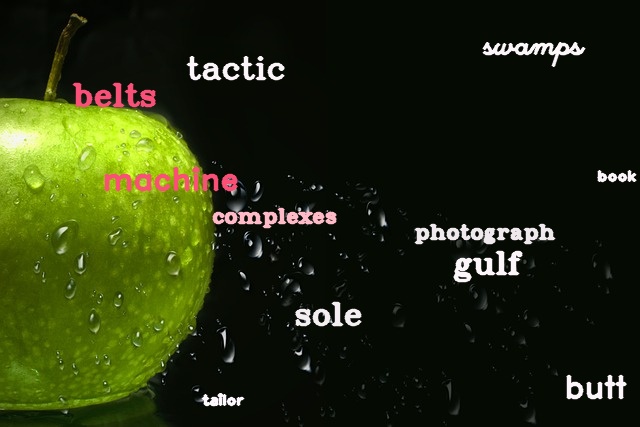 swamps
tactic
belts
book
machine
complexes
photograph
gulf
sole
butt
tailor